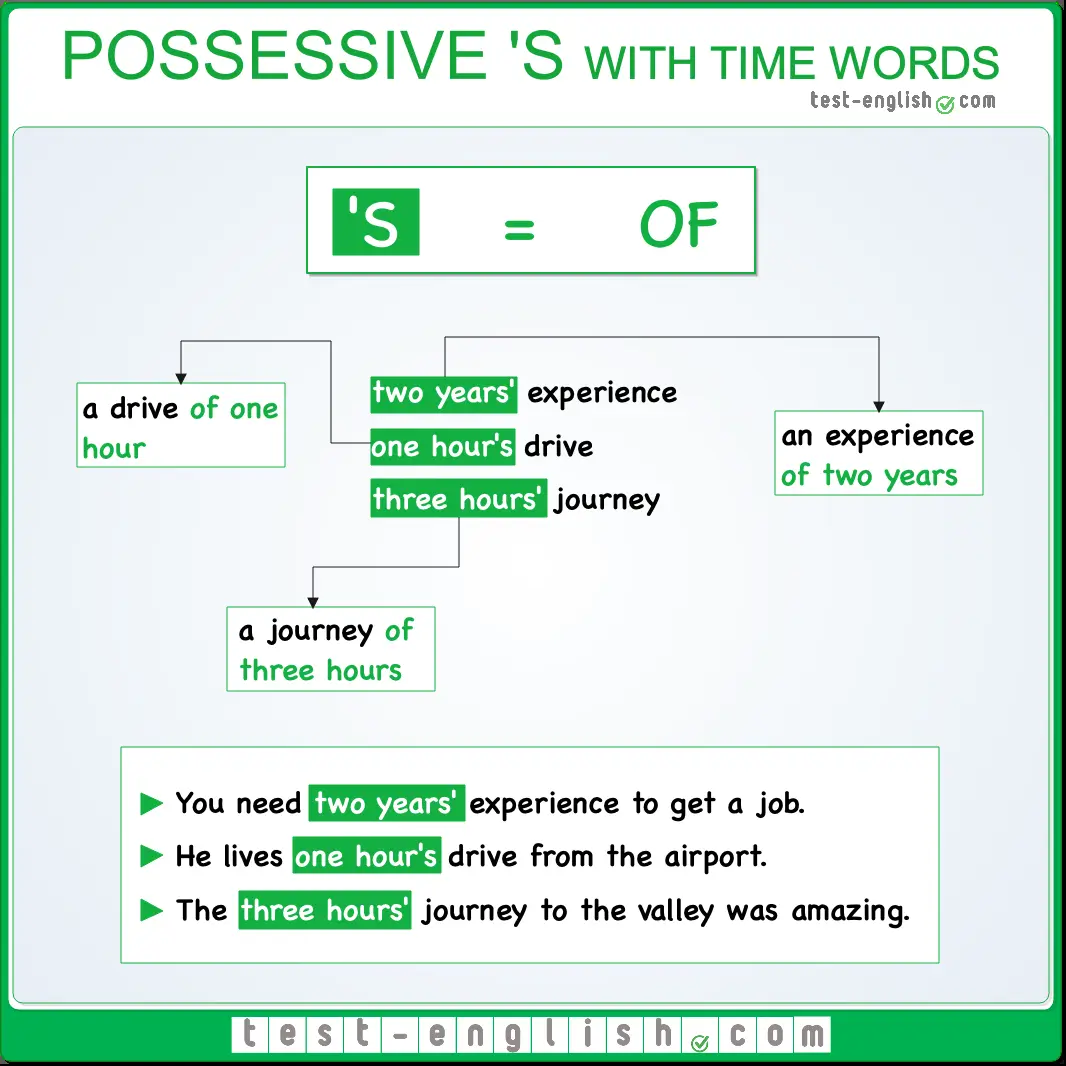 POSSESSIVE 'S WITH TIME WORDS
test-english.com
'S = OF
two years' experience
one hour's drive
three hours' journey
a drive of one
hour
an experience
of two years
a journey of
three hours
You need two years' experience to get a job.
He lives one hour's drive from the airport.
The three hours' journey to the valley was amazing.
test-english.com